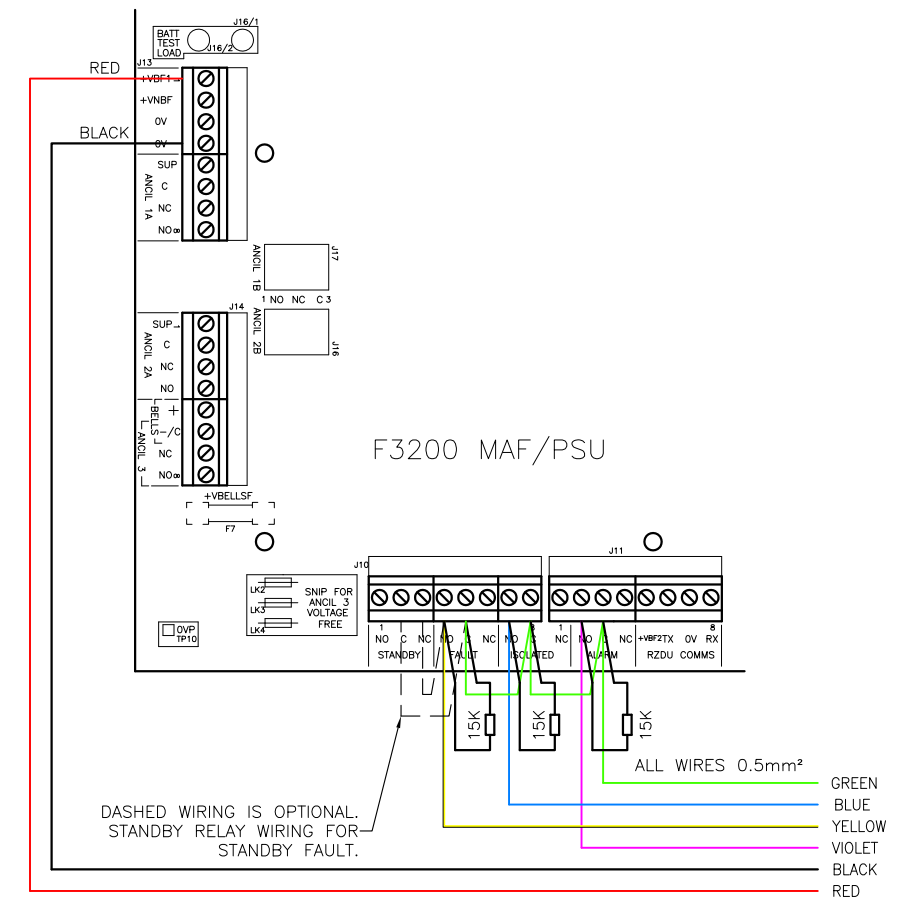 J16/1
BATT
TEST
LOAD
J16/2
J13
RED
+VBF1 1
+VNBF
0V
BLACK
0V
SUP
C
NC
NO 8
ANCIL 1A
ANCIL 1B
J17
1 NO NC C 3
ANCIL 2B
J16
J14
SUP 1
C
NC
NO
ANCIL 2A
+
-/C
NC
NO 8
BELLS
ANCIL 3
+VBELLSF
F7
F3200 MAF/PSU
J10
J11
LK2
LK3
LK4
SNIP FOR
ANCIL 3
VOLTAGE
FREE
0VP
TP10
1 8 1 8
NO C NC NO C NC NO C NC NO C NC +VBF2 TX 0V RX
STANDBY FAULT ISOLATED ALARM RZDU COMMS
15K
15K
15K
ALL WIRES 0.5mm²
GREEN
BLUE
YELLOW
VIOLET
BLACK
RED
DASHED WIRING IS OPTIONAL.
STANDBY RELAY WIRING FOR
STANDBY FAULT.